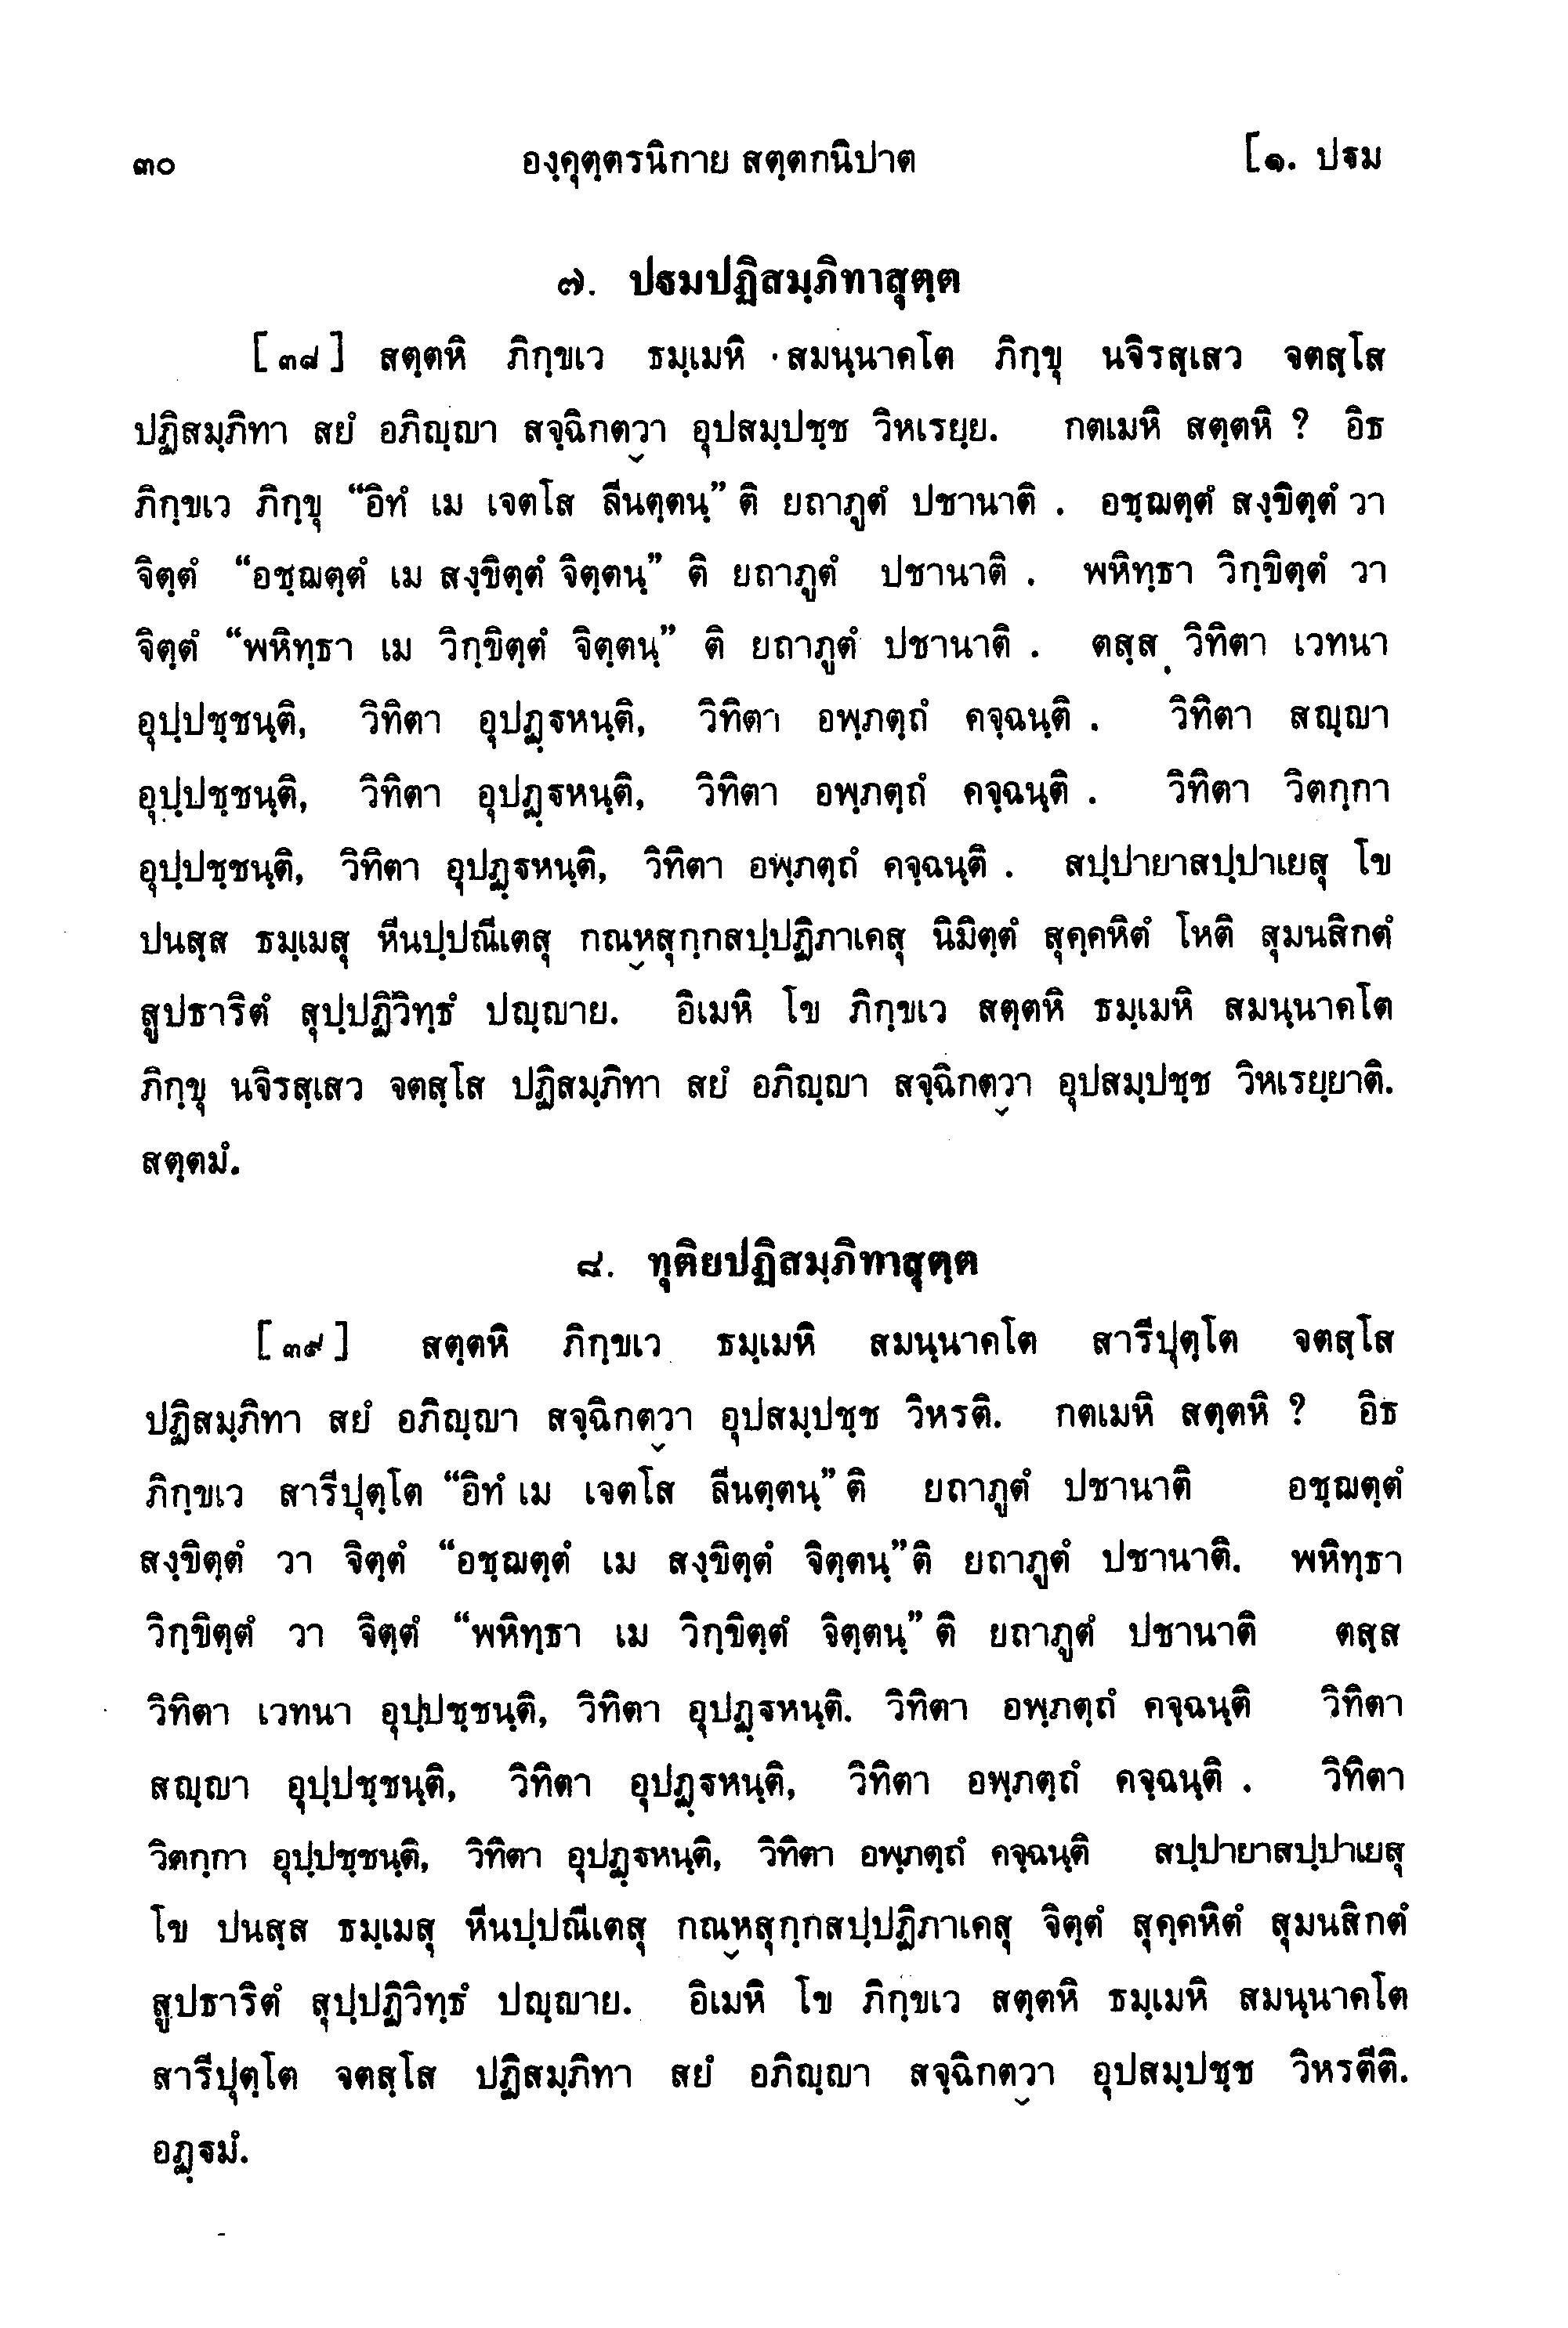 ๓๐ องฺคุตฺตรนิกาย สตฺตกนิปาต [๑. ปฐม
๗. ปฐมปฏิสมฺภิทาสุตฺต
[๓๘] สตฺตหิ ภิกฺขเว ธมฺเมหิ สมนฺนาคโต ภิกฺขุ นจิรสฺเสว จตสฺโส
ปฏิสมฺภิทา สยํ อภิญฺญา สจฺฉิกตฺวา อุปสมฺปชฺช วิหเรยฺย. กตเมหิ สตฺตหิ ? อิธ
ภิกฺขเว ภิกฺขุ “อิทํ เม เจตโส ลีนตฺตนฺ” ติ ยถาภูตํ ปชานาติ . อชฺฌตฺตํ สงฺขิตฺตํ วา
จิตฺตํ “อชฺฌตฺตํ เม สงฺขิตฺตํ จิตฺตนฺ” ติ ยถาภูตํ ปชานาติ . พหิทฺธา วิกฺขิตฺตํ วา
จิตฺตํ “พหิทฺธา เม วิกฺขิตฺตํ จิตฺตนฺ” ติ ยถาภูตํ ปชานาติ . ตสฺส วิทิตา เวทนา
อุปฺปชฺชนฺติ, วิทิตา อุปฏฺฐหนฺติ, วิทิตา อพฺภตฺถํ คจฺฉนฺติ . วิทิตา สญฺญา
อุปฺปชฺชนฺติ, วิทิตา อุปฏฺฐหนฺติ, วิทิตา อพฺภตฺถํ คจฺฉนฺติ . วิทิตา วิตกฺกา
อุปฺปชฺชนฺติ, วิทิตา อุปฏฺฐหนฺติ, วิทิตา อพฺภตฺถํ คจฺฉนฺติ . สปฺปายาสปฺปาเยสุ โข
ปนสฺส ธมฺเมสุ หีนปฺปณีเตสุ กณฺหสุกฺกสปฺปฏิภาเคสุ นิมิตฺตํ สุคฺคหิตํ โหติ สุมนสิกตํ
สูปธาริตํ สุปฺปฏิวิทฺธํ ปญฺญาย. อิเมหิ โข ภิกฺขเว สตฺตหิ ธมฺเมหิ สมนฺนาคโต
ภิกฺขุ นจิรสฺเสว จตสฺโส ปฏิสมฺภิทา สยํ อภิญฺญา สจฺฉิกตฺวา อุปสมฺปชฺช วิหเรยฺยาติ.
สตฺตมํ.
๘. ทุติยปฏิสมฺภิทาสุตฺต
[๓๙] สตฺตหิ ภิกฺขเว ธมฺเมหิ สมนฺนาคโต สารีปุตฺโต จตสฺโส
ปฏิสมฺภิทา สยํ อภิญฺญา สจฺฉิกตฺวา อุปสมฺปชฺช วิหรติ. กตเมหิ สตฺตหิ ? อิธ
ภิกฺขเว สารีปุตฺโต “อิทํ เม เจตโส ลีนตฺตนฺ” ติ ยถาภูตํ ปชานาติ อชฺฌตฺตํ
สงฺขิตฺตํ วา จิตฺตํ “อชฺฌตฺตํ เม สงฺขิตฺตํ จิตฺตนฺ” ติ ยถาภูตํ ปชานาติ. พหิทฺธา
วิกฺขิตฺตํ วา จิตฺตํ “พหิทฺธา เม วิกฺขิตฺตํ จิตฺตนฺ” ติ ยถาภูตํ ปชานาติ ตสฺส
วิทิตา เวทนา อุปฺปชฺชนฺติ, วิทิตา อุปฏฺฐหนฺติ. วิทิตา อพฺภตฺถํ คจฺฉนฺติ วิทิตา
สญฺญา อุปฺปชฺชนฺติ, วิทิตา อุปฏฺฐหนฺติ, วิทิตา อพฺภตฺถํ คจฺฉนฺติ . วิทิตา
วิตกฺกา อุปฺปชฺชนฺติ, วิทิตา อุปฏฺฐหนฺติ, วิทิตา อพฺภตฺถํ คจฺฉนฺติ สปฺปายาสปฺปาเยสุ
โข ปนสฺส ธมฺเมสุ หีนปฺปณีเตสุ กณฺหสุกฺกสปฺปฏิภาเคสุ จิตฺตํ สุคฺคหิตํ สุมนสิกตํ
สูปธาริตํ สุปฺปฏิวิทฺธํ ปญฺญาย. อิเมหิ โข ภิกฺขเว สตฺตหิ ธมฺเมหิ สมนฺนาคโต
สารีปุตฺโต จตสฺโส ปฏิสมฺภิทา สยํ อภิญฺญา สจฺฉิกตฺวา อุปสมฺปชฺช วิหรตีติ.
อฏฺฐมํ.